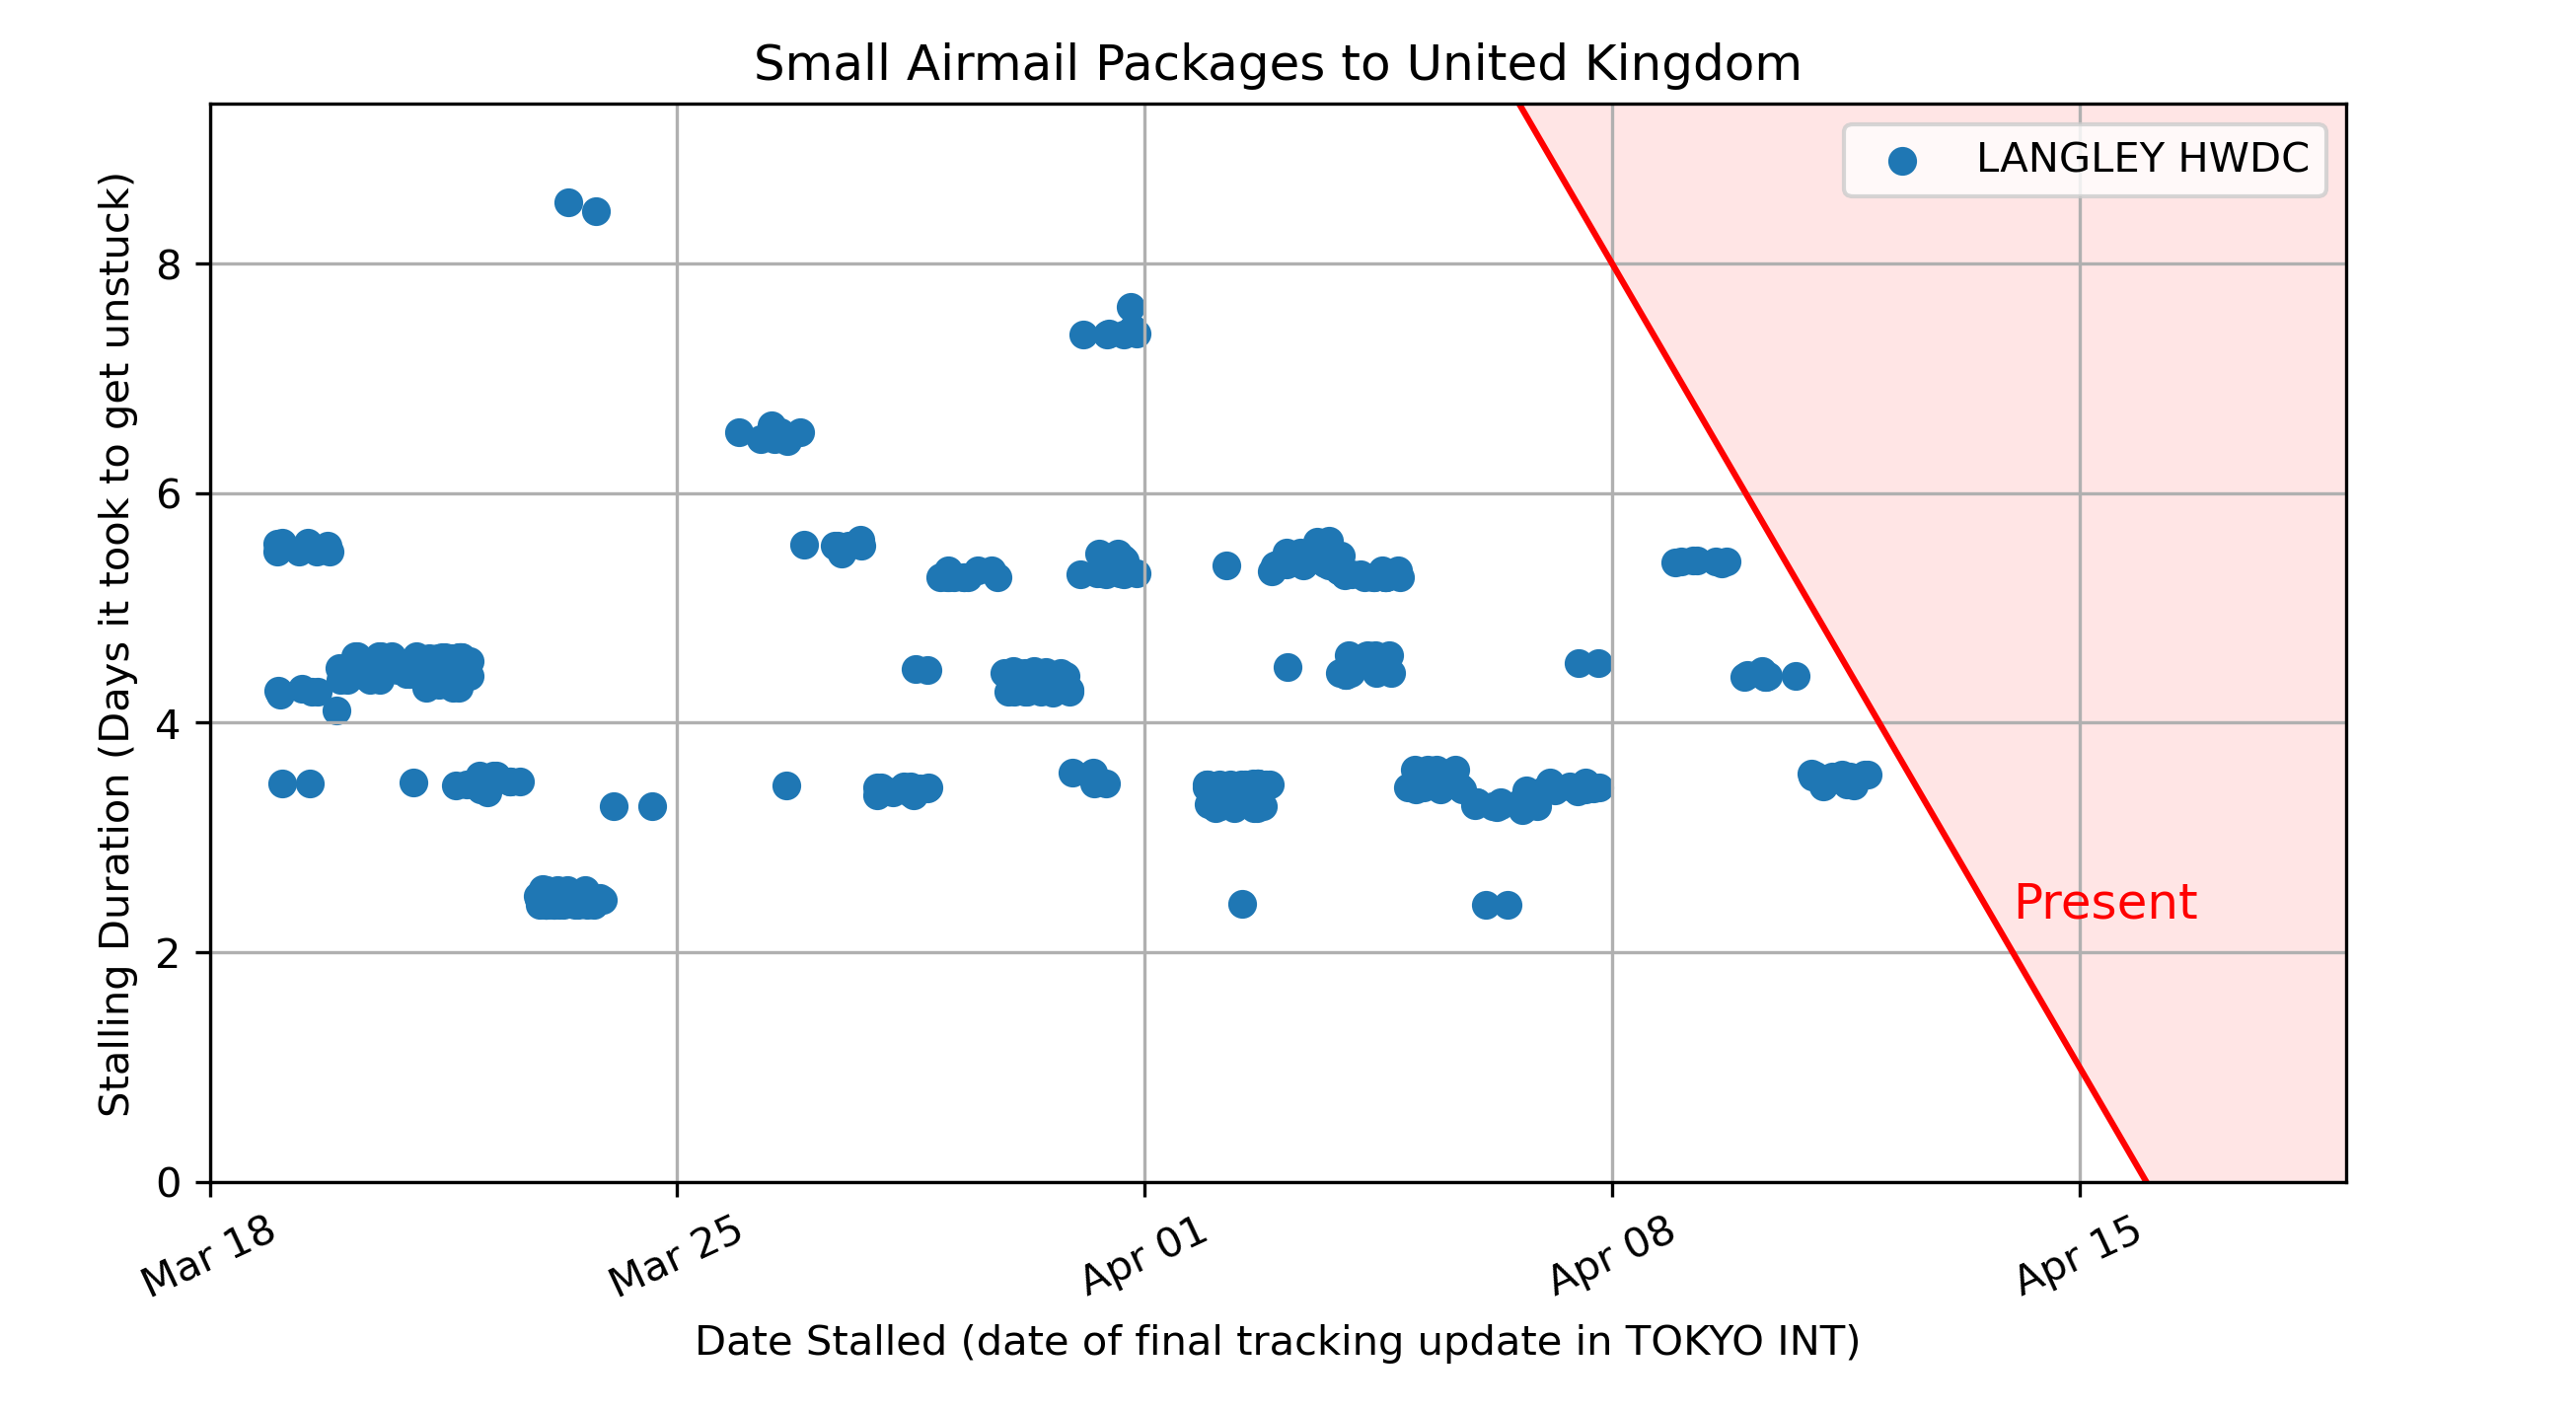 Small Airmail Packages to United Kingdom
LANGLEY HWDC
Stalling Duration (Days it took to get unstuck)
8
6
4
2
0
Present
Mar 18
Mar 25
Apr 01
Apr 08
Apr 15
Date Stalled (date of final tracking update in TOKYO INT)